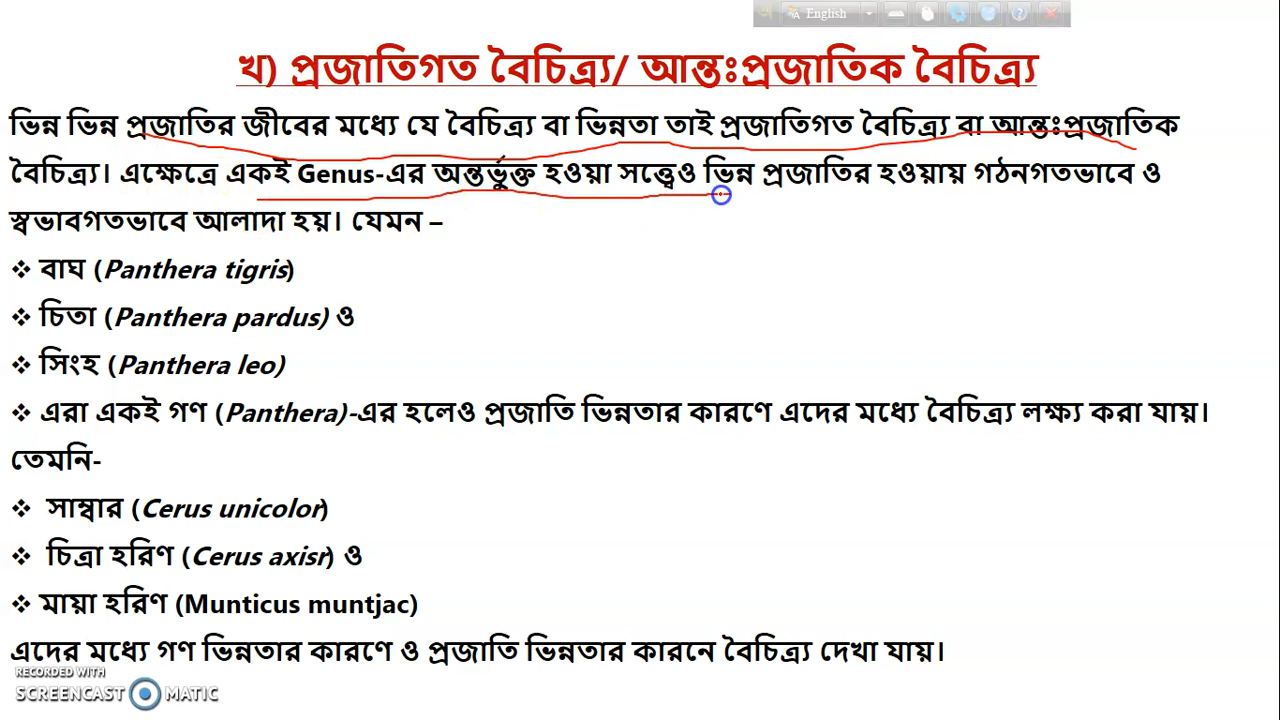 English
খ) প্রজাতিগত বৈচিত্র্য/ আন্তঃপ্রজাতিক বৈচিত্র্য
ভিন্ন ভিন্ন প্রজাতির জীবের মধ্যে যে বৈচিত্র্য বা ভিন্নতা তাই প্রজাতিগত বৈচিত্র্য বা আন্তঃপ্রজাতিক
বৈচিত্র্য। এক্ষেত্রে একই Genus-এর অন্তর্ভুক্ত হওয়া সত্ত্বেও ভিন্ন প্রজাতির হওয়ায় গঠনগতভাবে ও
স্বভাবগতভাবে আলাদা হয়। যেমন –
❖ বাঘ (Panthera tigris)
❖ চিতা (Panthera pardus) ও
❖ সিংহ (Panthera leo)
❖ এরা একই গণ (Panthera)-এর হলেও প্রজাতি ভিন্নতার কারণে এদের মধ্যে বৈচিত্র্য লক্ষ্য করা যায়।
তেমনি-
❖ সাম্বার (Cerus unicolor)
❖ চিত্রা হরিণ (Cerus axisr) ও
❖ মায়া হরিণ (Munticus muntjac)
এদের মধ্যে গণ ভিন্নতার কারণে ও প্রজাতি ভিন্নতার কারনে বৈচিত্র্য দেখা যায়।
RECORDED WITH
SCREENCAST MATIC